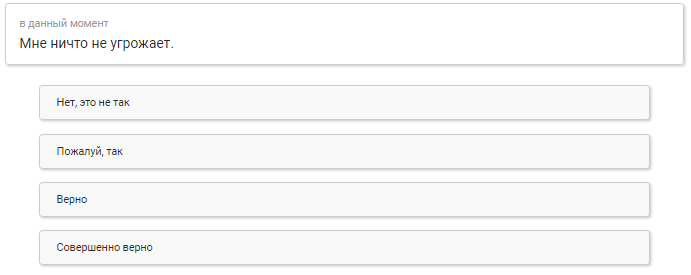 в данный момент
Мне ничто не угрожает.
Нет, это не так
Пожалуй, так
Верно
Совершенно верно